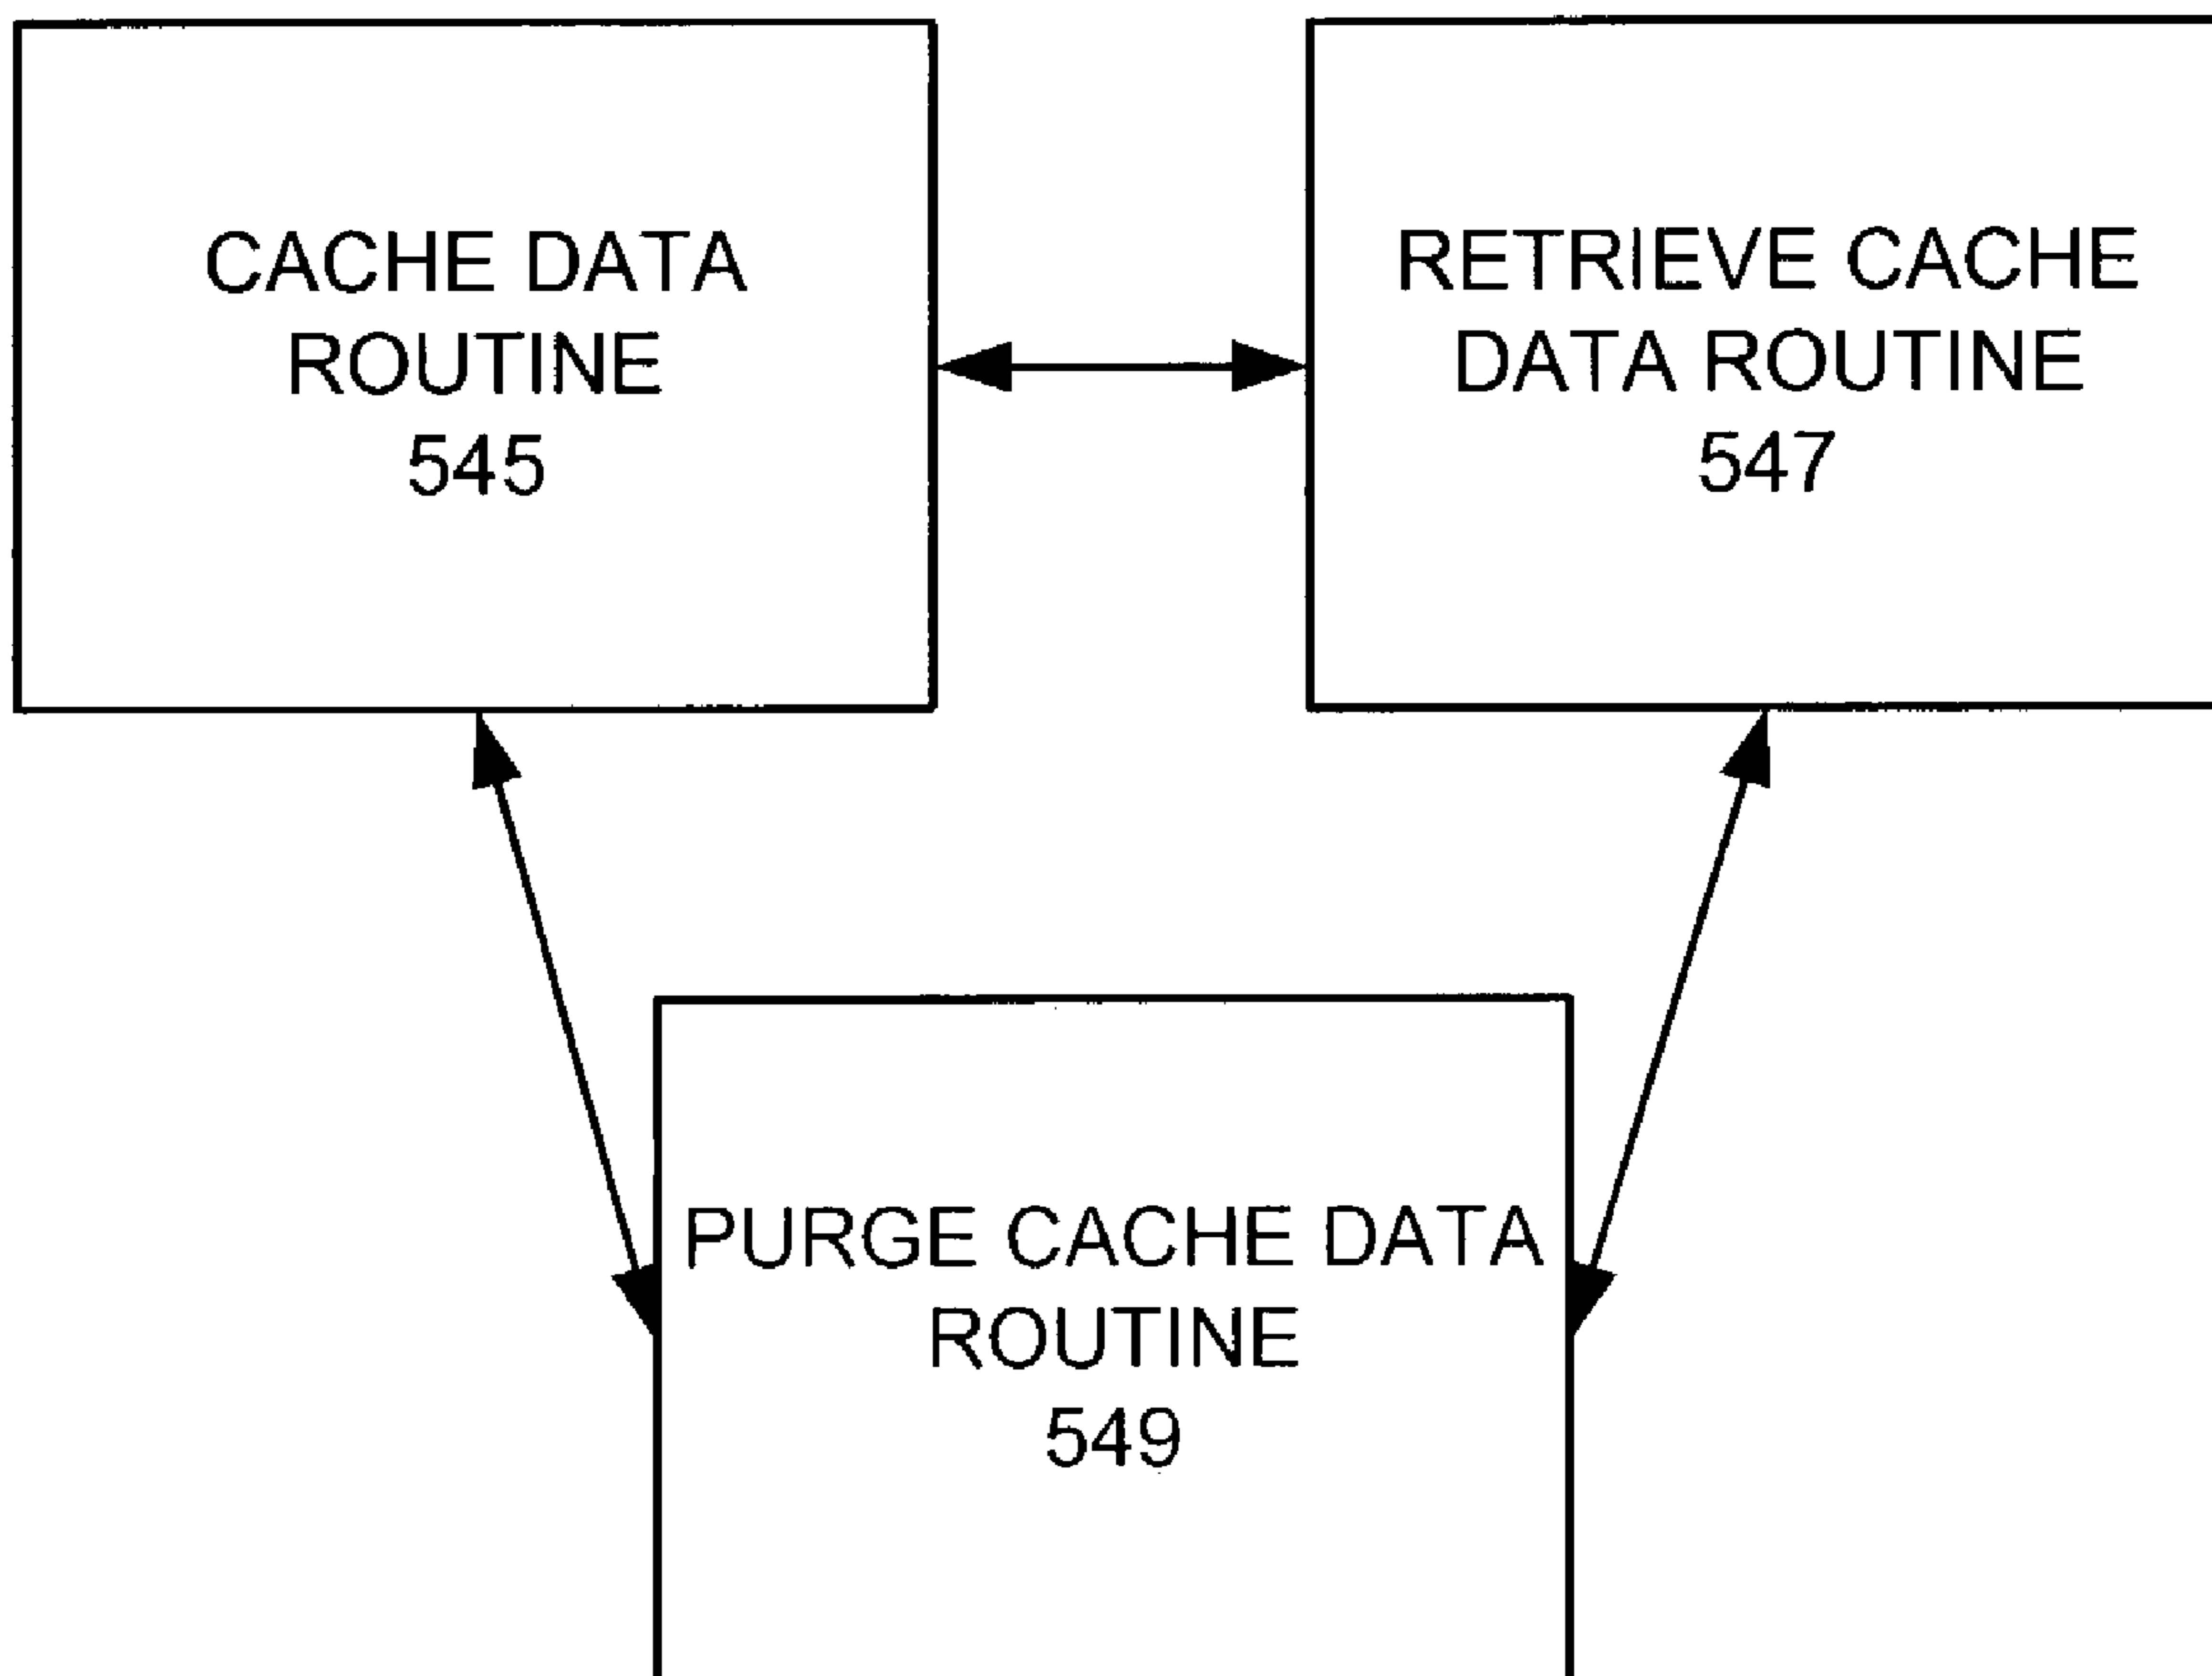 CACHE DATA
ROUTINE
545
RETRIEVE CACHE
DATA ROUTINE
547
PURGE CACHE DATA
ROUTINE
549